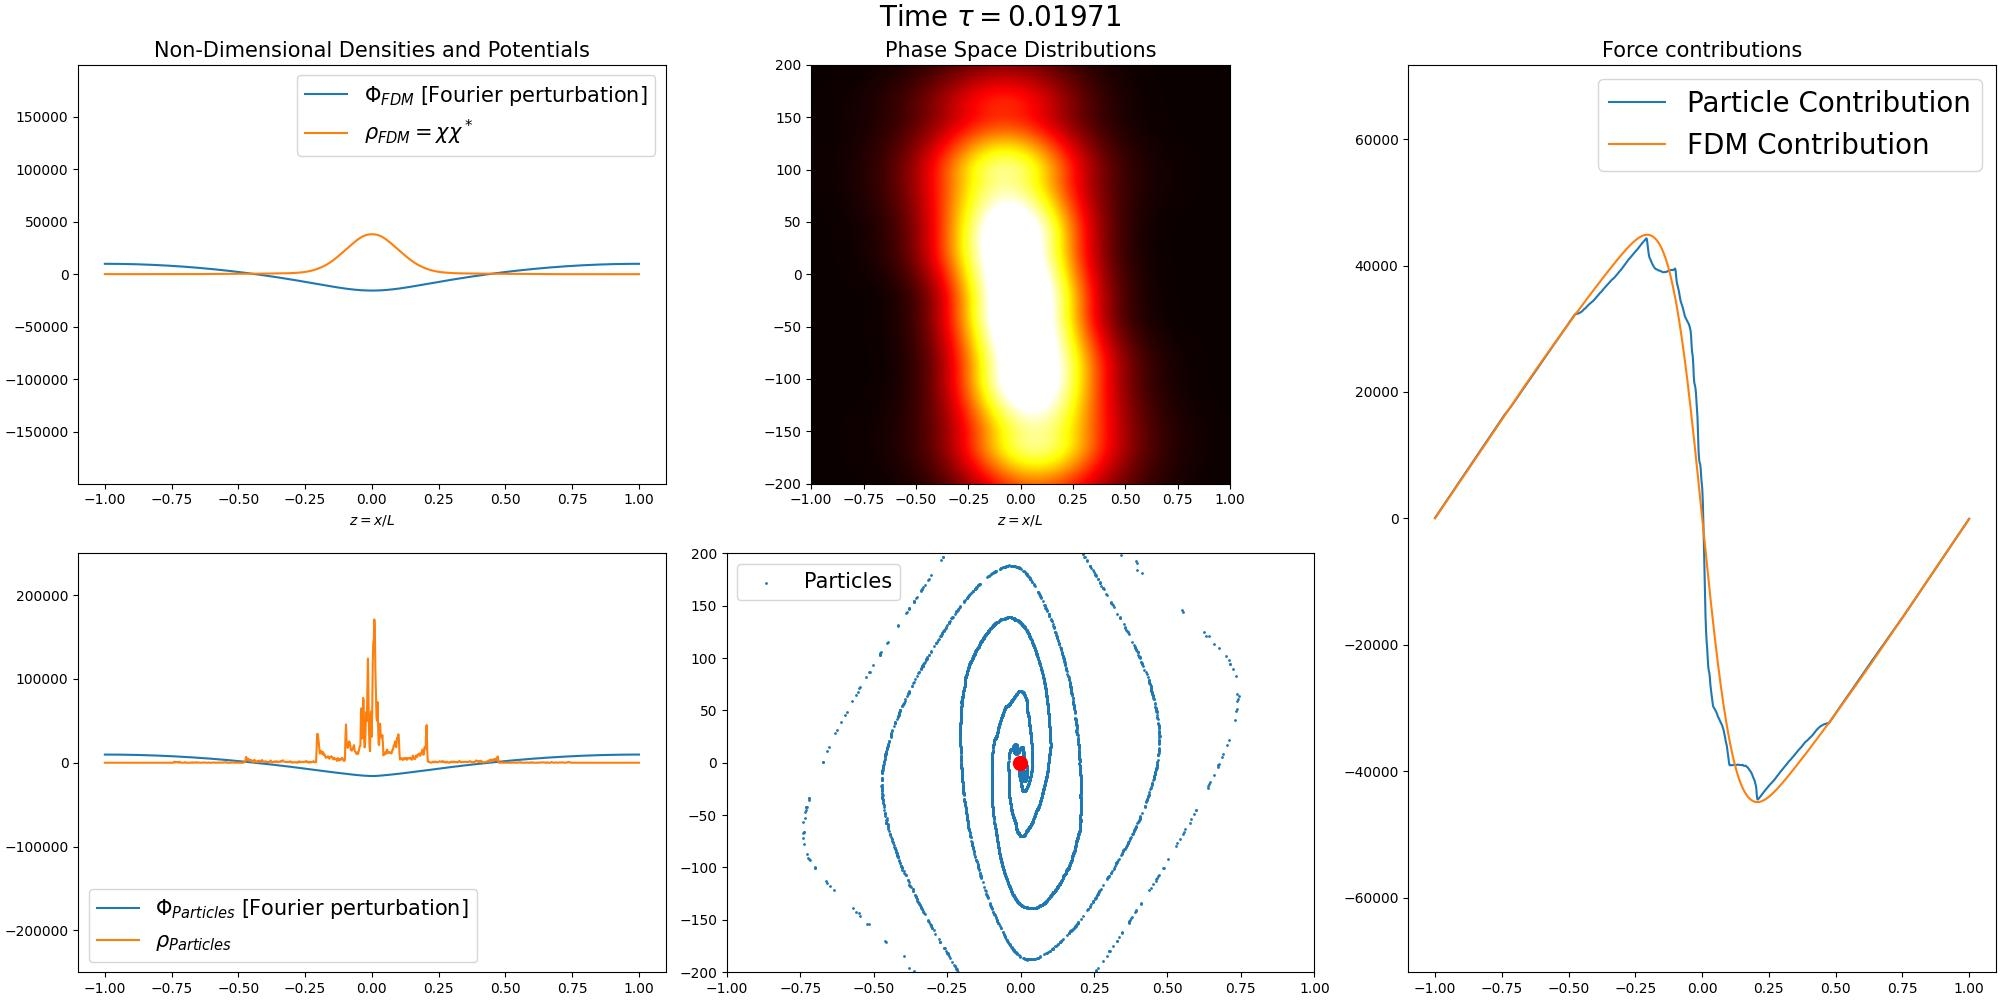 Time τ = 0.01971
Non-Dimensional Densities and Potentials
Φ_FDM [Fourier perturbation]
ρ_FDM = χχ*
150000
100000
50000
0
−50000
−100000
−150000
−1.00 −0.75 −0.50 −0.25 0.00 0.25 0.50 0.75 1.00
z = x/L
Phase Space Distributions
200
150
100
50
0
−50
−100
−150
−200
−1.00 −0.75 −0.50 −0.25 0.00 0.25 0.50 0.75 1.00
z = x/L
Force contributions
Particle Contribution
FDM Contribution
60000
40000
20000
0
−20000
−40000
−60000
−1.00 −0.75 −0.50 −0.25 0.00 0.25 0.50 0.75 1.00
200000
100000
0
−100000
−200000
Φ_Particles [Fourier perturbation]
ρ_Particles
−1.00 −0.75 −0.50 −0.25 0.00 0.25 0.50 0.75 1.00
Particles
200
150
100
50
0
−50
−100
−150
−200
−1.00 −0.75 −0.50 −0.25 0.00 0.25 0.50 0.75 1.00